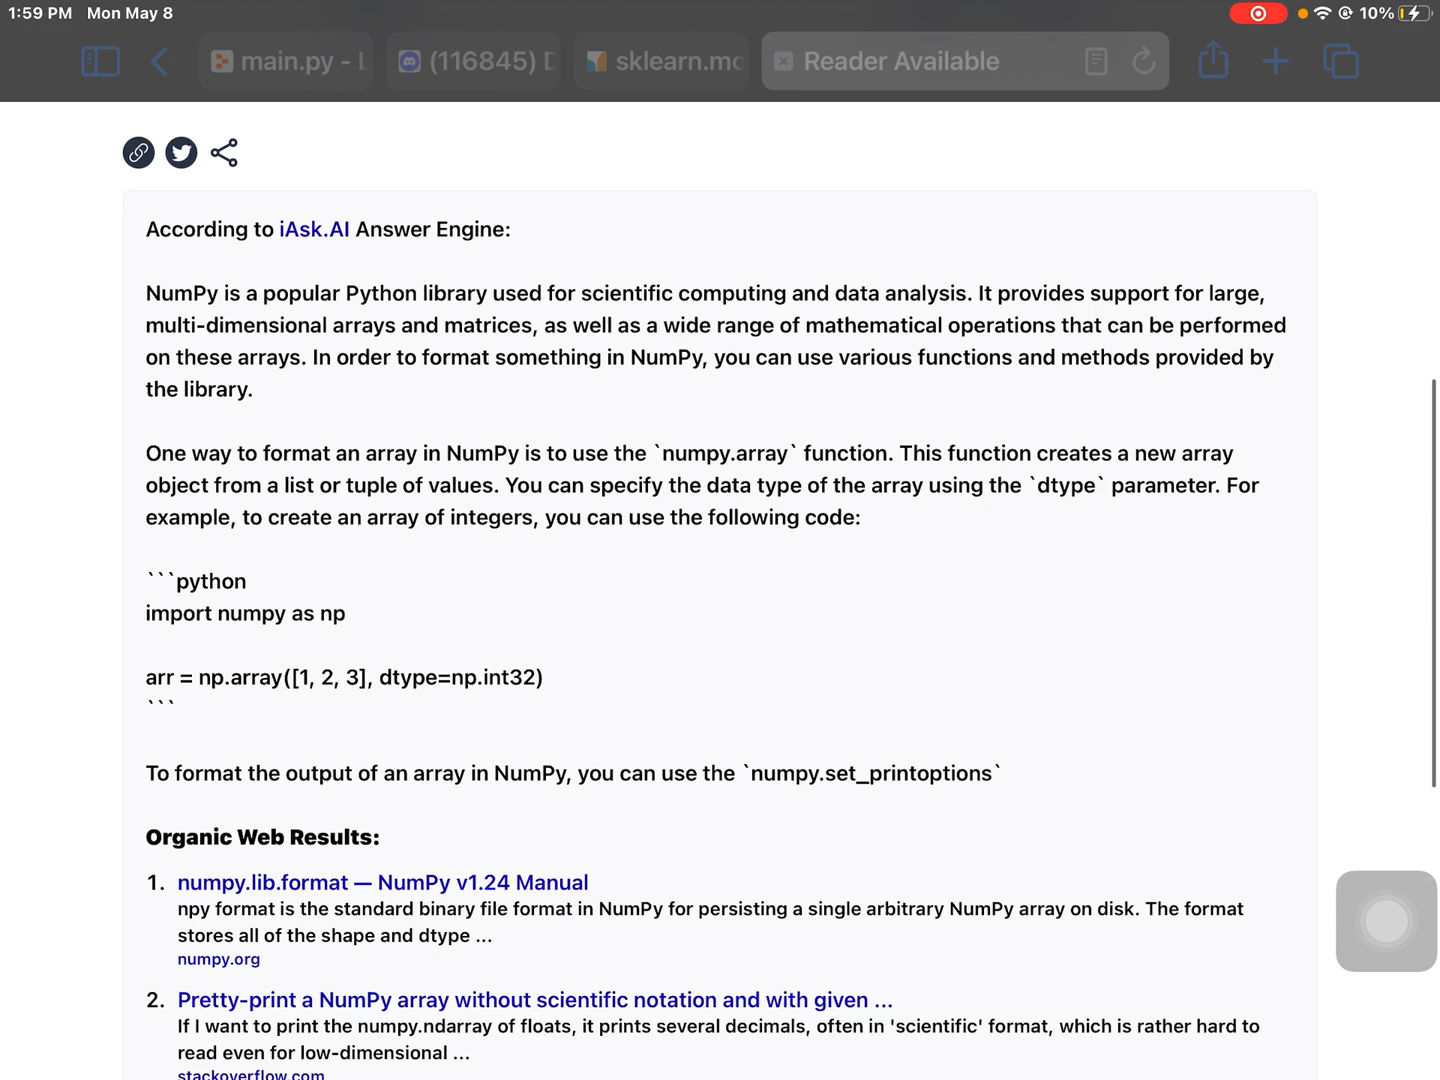 1:59 PM Mon May 8
10%
main.py - L
(116845) D
sklearn.mo
Reader Available
According to iAsk.AI Answer Engine:
NumPy is a popular Python library used for scientific computing and data analysis. It provides support for large,
multi-dimensional arrays and matrices, as well as a wide range of mathematical operations that can be performed
on these arrays. In order to format something in NumPy, you can use various functions and methods provided by
the library.
One way to format an array in NumPy is to use the `numpy.array` function. This function creates a new array
object from a list or tuple of values. You can specify the data type of the array using the `dtype` parameter. For
example, to create an array of integers, you can use the following code:
```python
import numpy as np
arr = np.array([1, 2, 3], dtype=np.int32)
```
To format the output of an array in NumPy, you can use the `numpy.set_printoptions`
Organic Web Results:
1. numpy.lib.format — NumPy v1.24 Manual
npy format is the standard binary file format in NumPy for persisting a single arbitrary NumPy array on disk. The format
stores all of the shape and dtype ...
numpy.org
2. Pretty-print a NumPy array without scientific notation and with given ...
If I want to print the numpy.ndarray of floats, it prints several decimals, often in 'scientific' format, which is rather hard to
read even for low-dimensional ...
stackoverflow.com